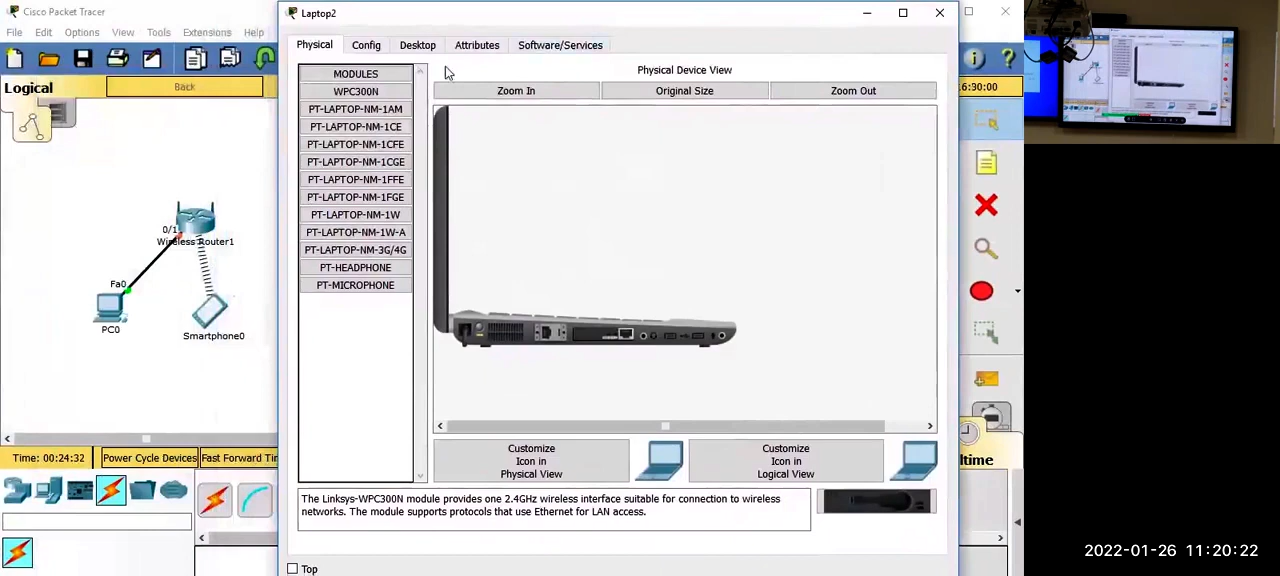 Cisco Packet Tracer
File Edit Options View Tools Extensions Help
Logical
Back
0/1
Wireless Router1
Fa0
PC0
Smartphone0
Time: 00:24:32
Power Cycle Devices
Fast Forward Tim
Laptop2
Physical Config Desktop Attributes Software/Services
MODULES
WPC300N
PT-LAPTOP-NM-1AM
PT-LAPTOP-NM-1CE
PT-LAPTOP-NM-1CFE
PT-LAPTOP-NM-1CGE
PT-LAPTOP-NM-1FFE
PT-LAPTOP-NM-1FGE
PT-LAPTOP-NM-1W
PT-LAPTOP-NM-1W-A
PT-LAPTOP-NM-3G/4G
PT-HEADPHONE
PT-MICROPHONE
Physical Device View
Zoom In Original Size Zoom Out
Customize
Icon in
Physical View
Customize
Icon in
Logical View
The Linksys-WPC300N module provides one 2.4GHz wireless interface suitable for connection to wireless
networks. The module supports protocols that use Ethernet for LAN access.
Top
16:30:00
ltime
2022-01-26 11:20:22